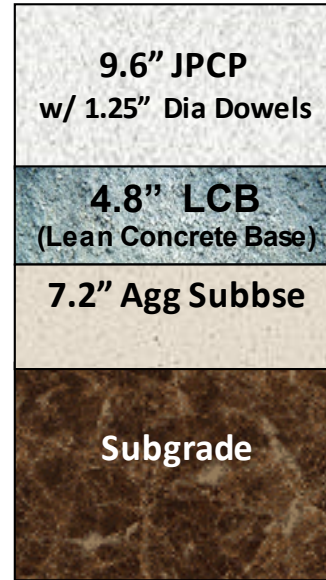 9.6” JPCP
w/ 1.25” Dia Dowels
4.8” LCB
(Lean Concrete Base)
7.2” Agg Subbse
Subgrade